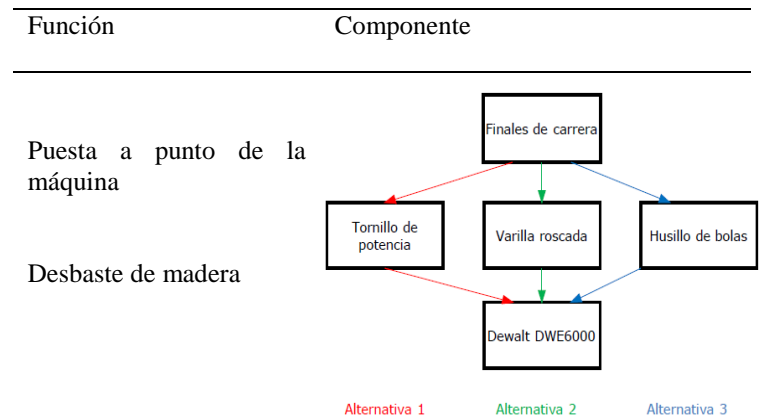 Función Componente
Finales de carrera
Puesta a punto de la
máquina
Tornillo de
potencia
Varilla roscada
Husillo de bolas
Desbaste de madera
Dewalt DWE6000
Alternativa 1 Alternativa 2 Alternativa 3